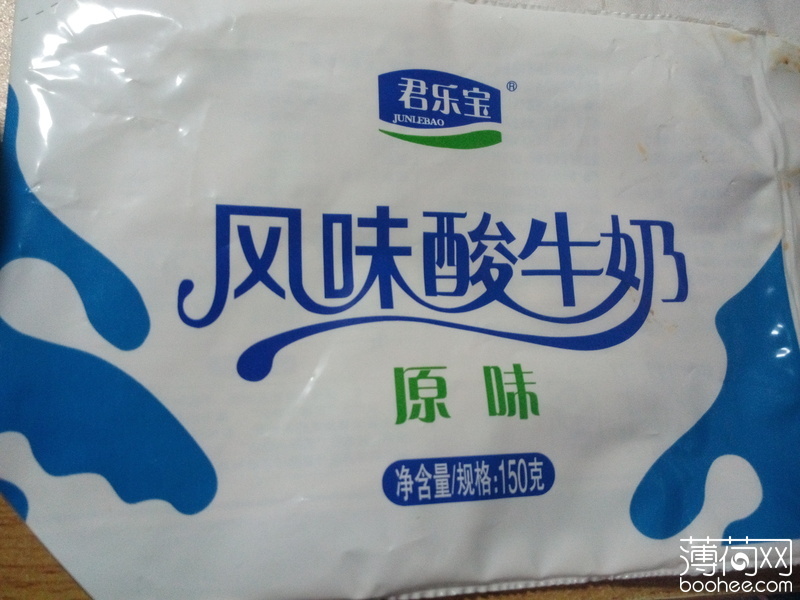 君乐宝®
JUNLEBAO
风味酸牛奶
原味
净含量/规格:150克
薄荷网
boohee.com